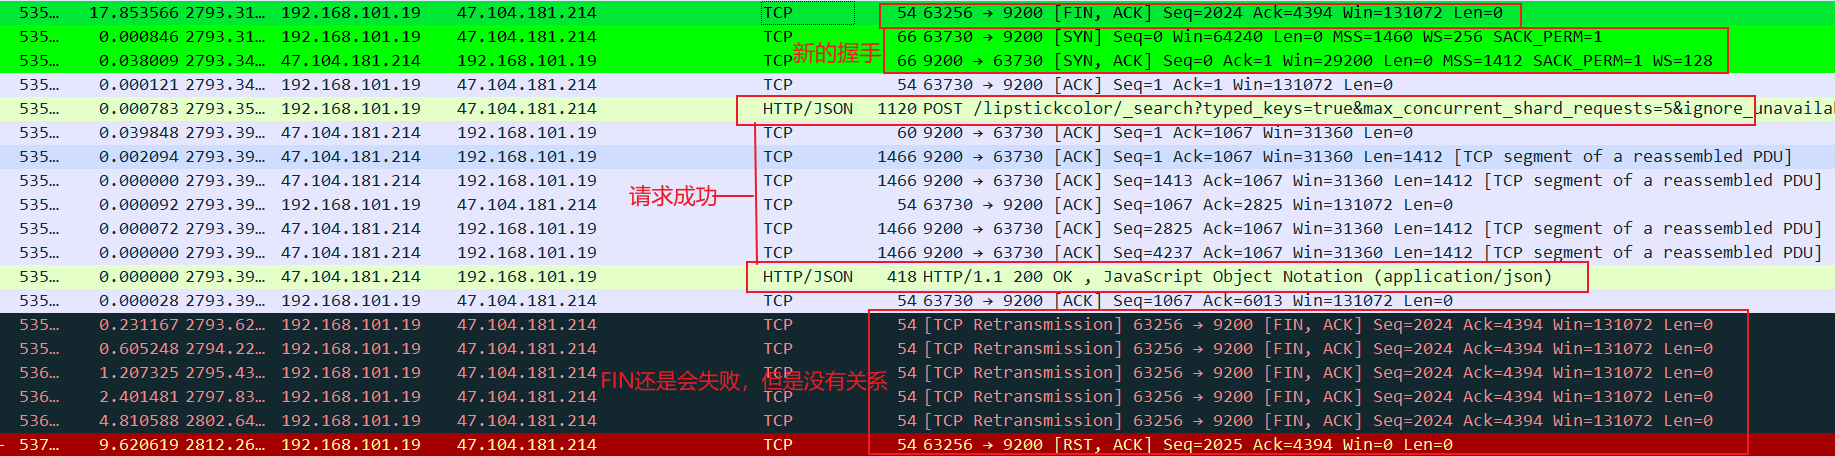 535… 17.853566 2793.31… 192.168.101.19 47.104.181.214 TCP 54 63256 → 9200 [FIN, ACK] Seq=2024 Ack=4394 Win=131072 Len=0
535… 0.000846 2793.31… 192.168.101.19 47.104.181.214 TCP 66 63730 → 9200 [SYN] Seq=0 Win=64240 Len=0 MSS=1460 WS=256 SACK_PERM=1
新的握手
535… 0.038009 2793.34… 47.104.181.214 192.168.101.19 TCP 66 9200 → 63730 [SYN, ACK] Seq=0 Ack=1 Win=29200 Len=0 MSS=1412 SACK_PERM=1 WS=128
535… 0.000121 2793.34… 192.168.101.19 47.104.181.214 TCP 54 63730 → 9200 [ACK] Seq=1 Ack=1 Win=131072 Len=0
535… 0.000783 2793.35… 192.168.101.19 47.104.181.214 HTTP/JSON 1120 POST /lipstickcolor/_search?typed_keys=true&max_concurrent_shard_requests=5&ignore_unavaila
535… 0.039848 2793.39… 47.104.181.214 192.168.101.19 TCP 60 9200 → 63730 [ACK] Seq=1 Ack=1067 Win=31360 Len=0
535… 0.002094 2793.39… 47.104.181.214 192.168.101.19 TCP 1466 9200 → 63730 [ACK] Seq=1 Ack=1067 Win=31360 Len=1412 [TCP segment of a reassembled PDU]
535… 0.000000 2793.39… 47.104.181.214 192.168.101.19 TCP 1466 9200 → 63730 [ACK] Seq=1413 Ack=1067 Win=31360 Len=1412 [TCP segment of a reassembled PDU]
请求成功
535… 0.000092 2793.39… 192.168.101.19 47.104.181.214 TCP 54 63730 → 9200 [ACK] Seq=1067 Ack=2825 Win=131072 Len=0
535… 0.000072 2793.39… 47.104.181.214 192.168.101.19 TCP 1466 9200 → 63730 [ACK] Seq=2825 Ack=1067 Win=31360 Len=1412 [TCP segment of a reassembled PDU]
535… 0.000000 2793.39… 47.104.181.214 192.168.101.19 TCP 1466 9200 → 63730 [ACK] Seq=4237 Ack=1067 Win=31360 Len=1412 [TCP segment of a reassembled PDU]
535… 0.000000 2793.39… 47.104.181.214 192.168.101.19 HTTP/JSON 418 HTTP/1.1 200 OK , JavaScript Object Notation (application/json)
535… 0.000028 2793.39… 192.168.101.19 47.104.181.214 TCP 54 63730 → 9200 [ACK] Seq=1067 Ack=6013 Win=131072 Len=0
535… 0.231167 2793.62… 192.168.101.19 47.104.181.214 TCP 54 [TCP Retransmission] 63256 → 9200 [FIN, ACK] Seq=2024 Ack=4394 Win=131072 Len=0
535… 0.605248 2794.22… 192.168.101.19 47.104.181.214 TCP 54 [TCP Retransmission] 63256 → 9200 [FIN, ACK] Seq=2024 Ack=4394 Win=131072 Len=0
536… 1.207325 2795.43… 192.168.101.19 47.104.181.214 TCP 54 [TCP Retransmission] 63256 → 9200 [FIN, ACK] Seq=2024 Ack=4394 Win=131072 Len=0
FIN还是会失败，但是没有关系
536… 2.401481 2797.83… 192.168.101.19 47.104.181.214 TCP 54 [TCP Retransmission] 63256 → 9200 [FIN, ACK] Seq=2024 Ack=4394 Win=131072 Len=0
536… 4.810588 2802.64… 192.168.101.19 47.104.181.214 TCP 54 [TCP Retransmission] 63256 → 9200 [FIN, ACK] Seq=2024 Ack=4394 Win=131072 Len=0
537… 9.620619 2812.26… 192.168.101.19 47.104.181.214 TCP 54 63256 → 9200 [RST, ACK] Seq=2025 Ack=4394 Win=0 Len=0